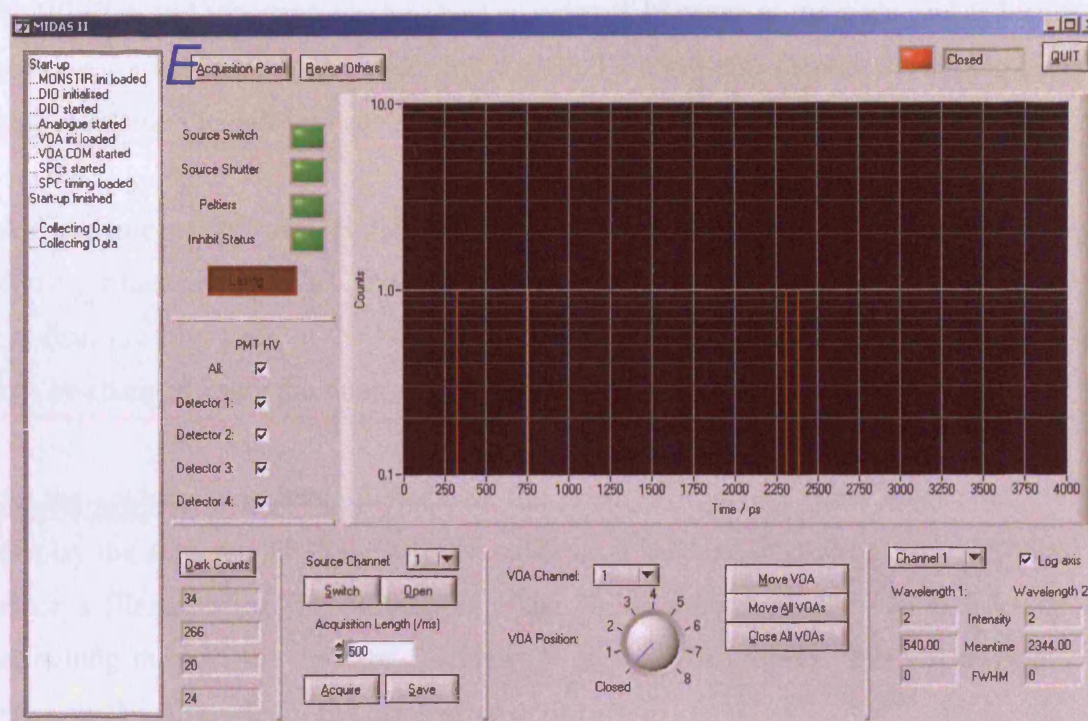 MIDAS II
Start-up
...MONSTIR ini loaded
...DIO initialised
...DIO started
...Analogue started
...VOA ini loaded
...VOA COM started
...SPCs started
...SPC timing loaded
Start-up finished
...Collecting Data
...Collecting Data
E
Acquisition Panel
Reveal Others
Closed
QUIT
Source Switch
Source Shutter
Peltiers
Inhibit Status
PMT HV
All:
Detector 1:
Detector 2:
Detector 3:
Detector 4:
Counts
10.0
1.0
0.1
0 250 500 750 1000 1250 1500 1750 2000 2250 2500 2750 3000 3250 3500 3750 4000
Time / ps
Dark Counts
34
266
20
24
Source Channel: 1
Switch Open
Acquisition Length (/ms)
500
Acquire Save
VOA Channel: 1
VOA Position:
Closed 1 2 3 4 5 6 7 8
Move VOA
Move All VOAs
Close All VOAs
Channel 1
Log axis
Wavelength 1: Wavelength 2:
2 Intensity 2
540.00 Meantime 2344.00
0 FWHM 0